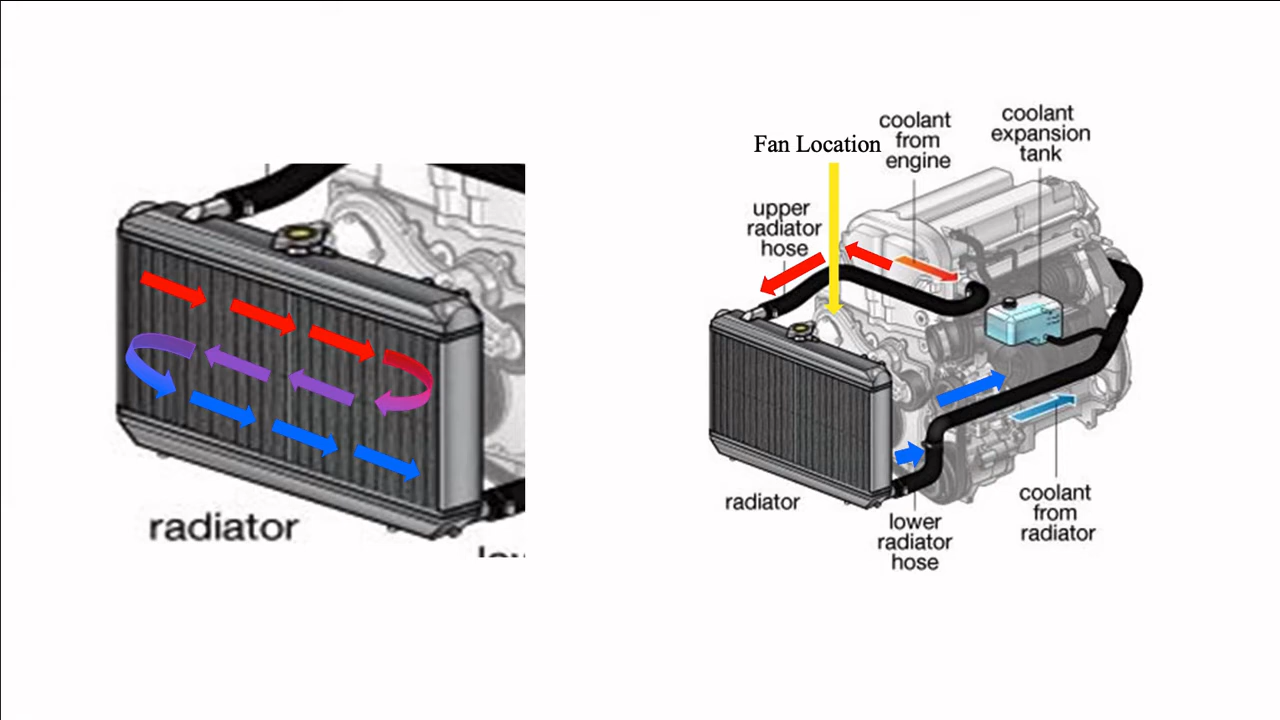 radiator
Fan Location
coolant
from
engine
coolant
expansion
tank
upper
radiator
hose
radiator
lower
radiator
hose
coolant
from
radiator